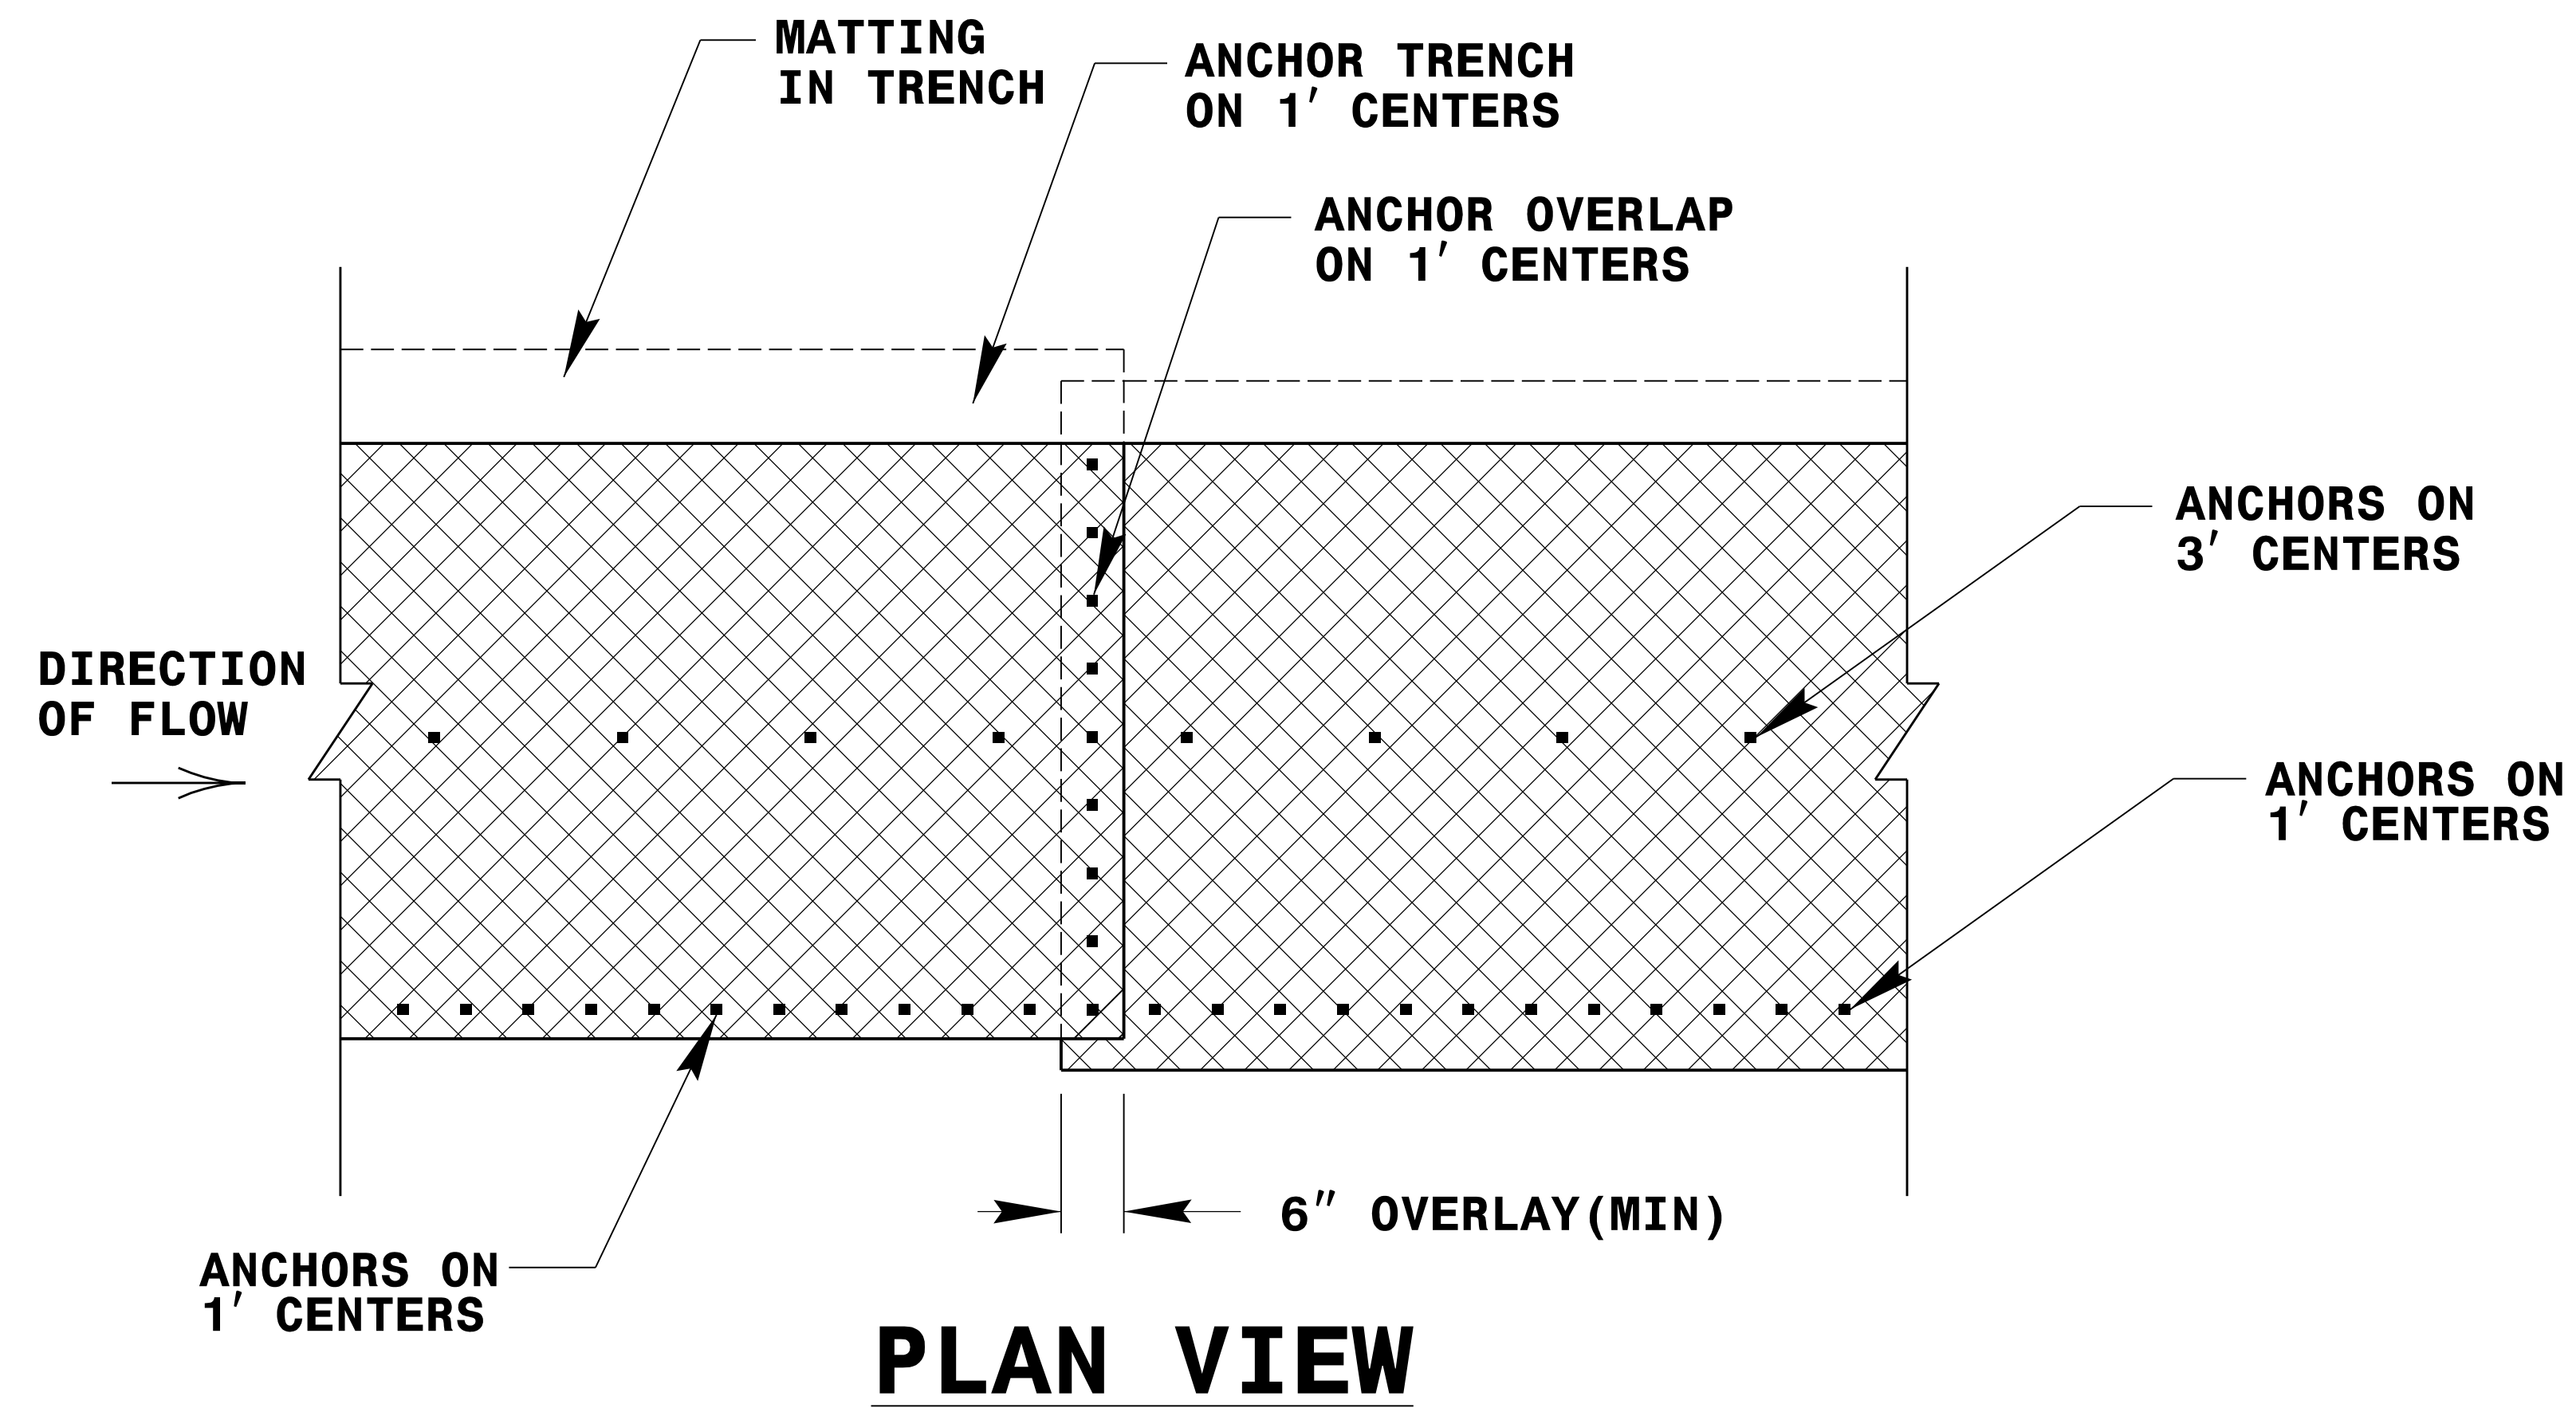 MATTING
IN TRENCH
ANCHOR TRENCH
ON 1' CENTERS
ANCHOR OVERLAP
ON 1' CENTERS
ANCHORS ON
3' CENTERS
DIRECTION
OF FLOW
ANCHORS ON
1' CENTERS
6" OVERLAY(MIN)
ANCHORS ON
1' CENTERS
PLAN VIEW